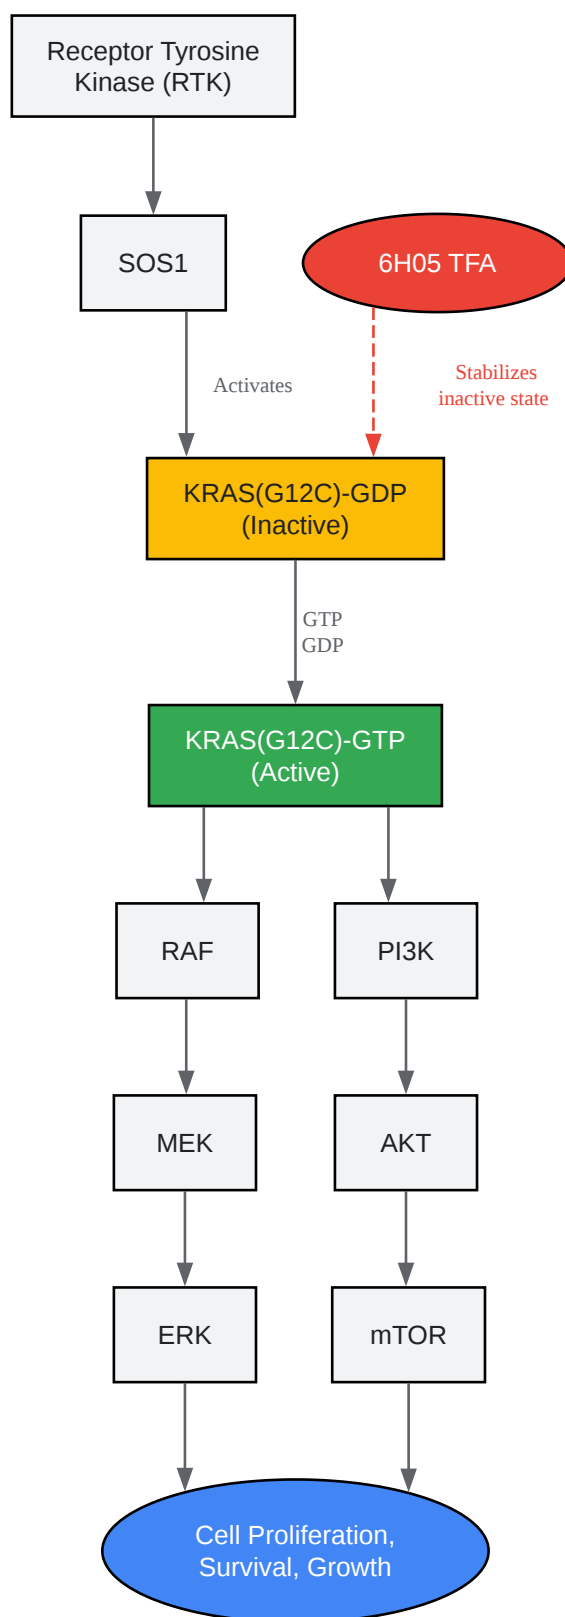 Receptor Tyrosine
Kinase (RTK)
SOS1
6H05 TFA
Activates
Stabilizes
inactive state
KRAS(G12C)-GDP
(Inactive)
GTP
GDP
KRAS(G12C)-GTP
(Active)
RAF
PI3K
MEK
AKT
ERK
mTOR
Cell Proliferation,
Survival, Growth